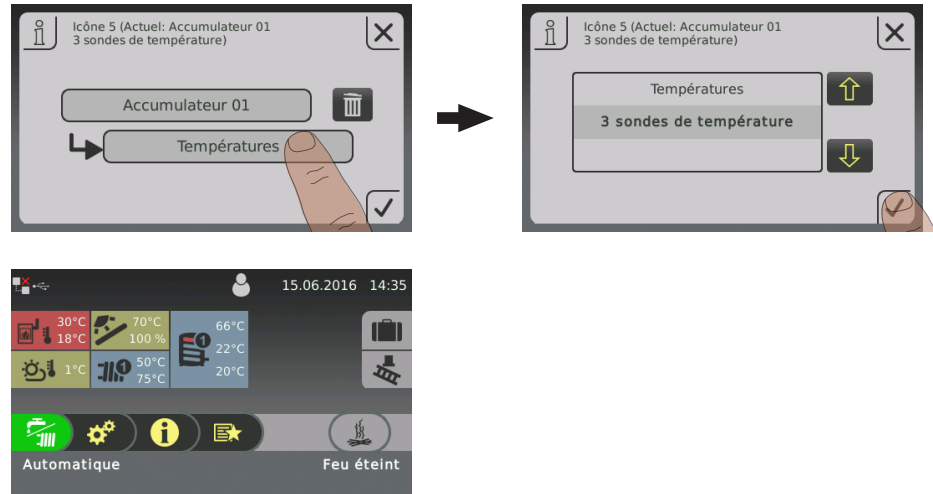 Icône 5 (Actuel: Accumulateur 01
3 sondes de température)
Accumulateur 01
Températures
Icône 5 (Actuel: Accumulateur 01
3 sondes de température)
Températures
3 sondes de température
15.06.2016 14:35
30°C
18°C
70°C
100 %
66°C
22°C
20°C
1°C
1
50°C
75°C
1
Automatique
Feu éteint